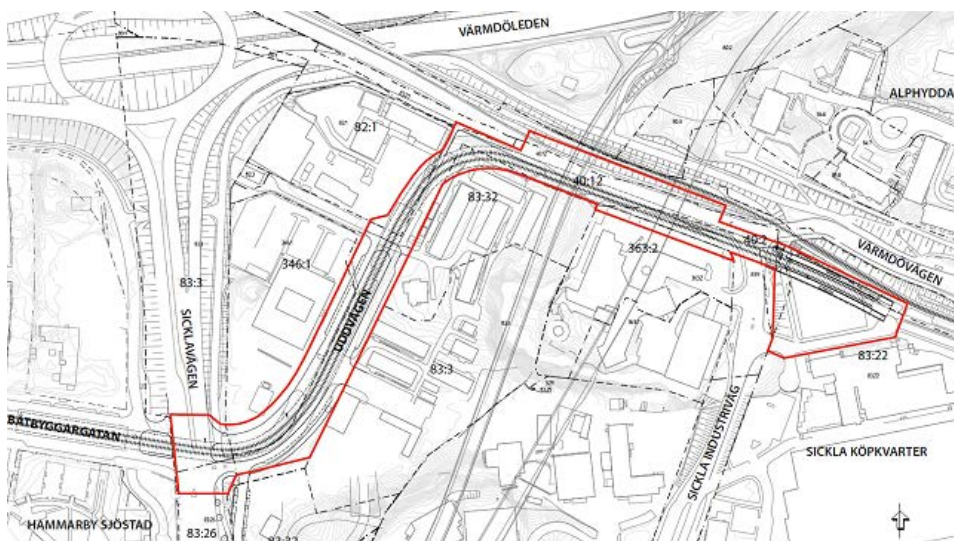 VÄRMDÖLEDEN
ALPHYDDA
82:1
40:12
83:32
40:2
363:2
VÄRMDÖVÄGEN
346:1
83:3
SICKLAVÄGEN
UDDVÄGEN
83:3
83:22
BÅTBYGGARGATAN
SICKLA INDUSTRIVÄG
SICKLA KÖPKVARTER
HAMMARBY SJÖSTAD
83:26